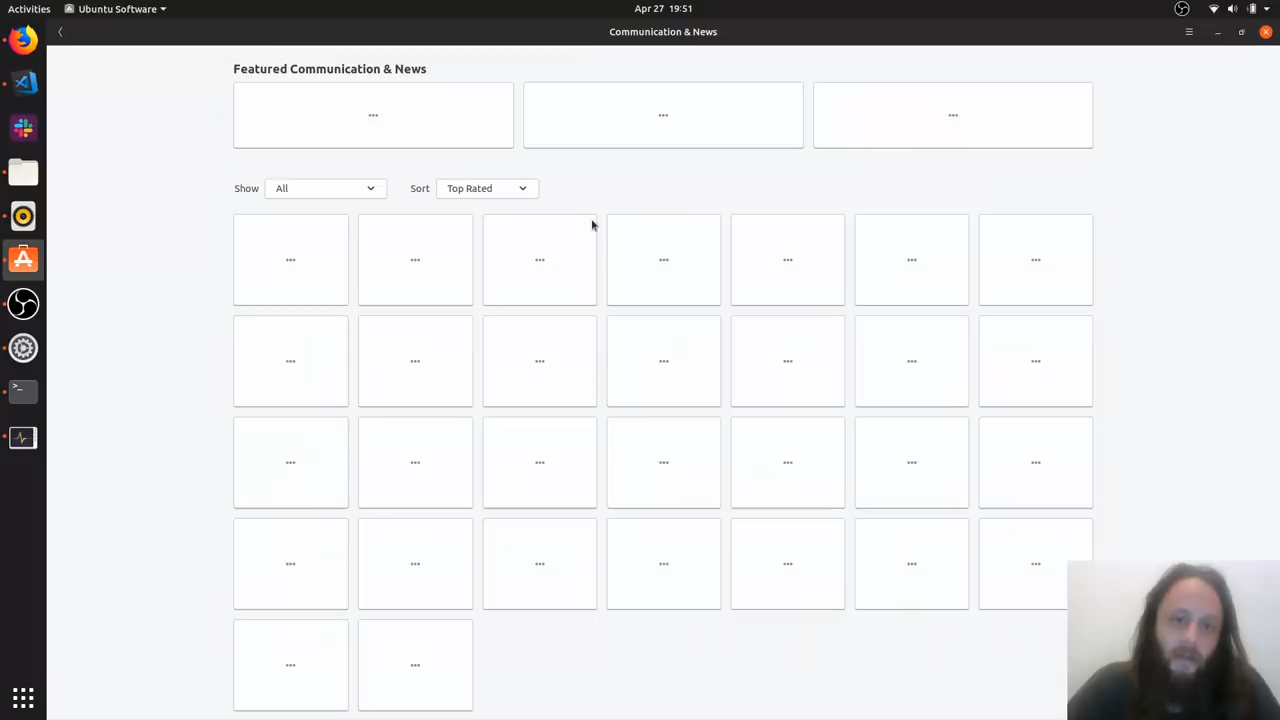 Activities Ubuntu Software Apr 27 19:51
Communication & News
Featured Communication & News
... ... ...
Show All Sort Top Rated
... ... ... ... ... ... ...
... ... ... ... ... ... ...
... ... ... ... ... ... ...
... ... ... ... ... ... ...
... ...